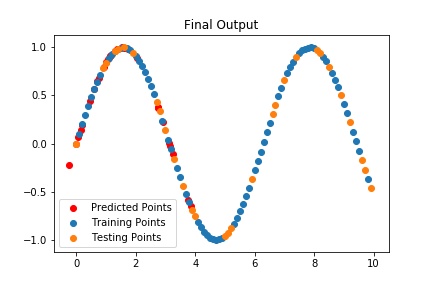 Final Output
1.0
0.5
0.0
−0.5
−1.0
Predicted Points
Training Points
Testing Points
0 2 4 6 8 10